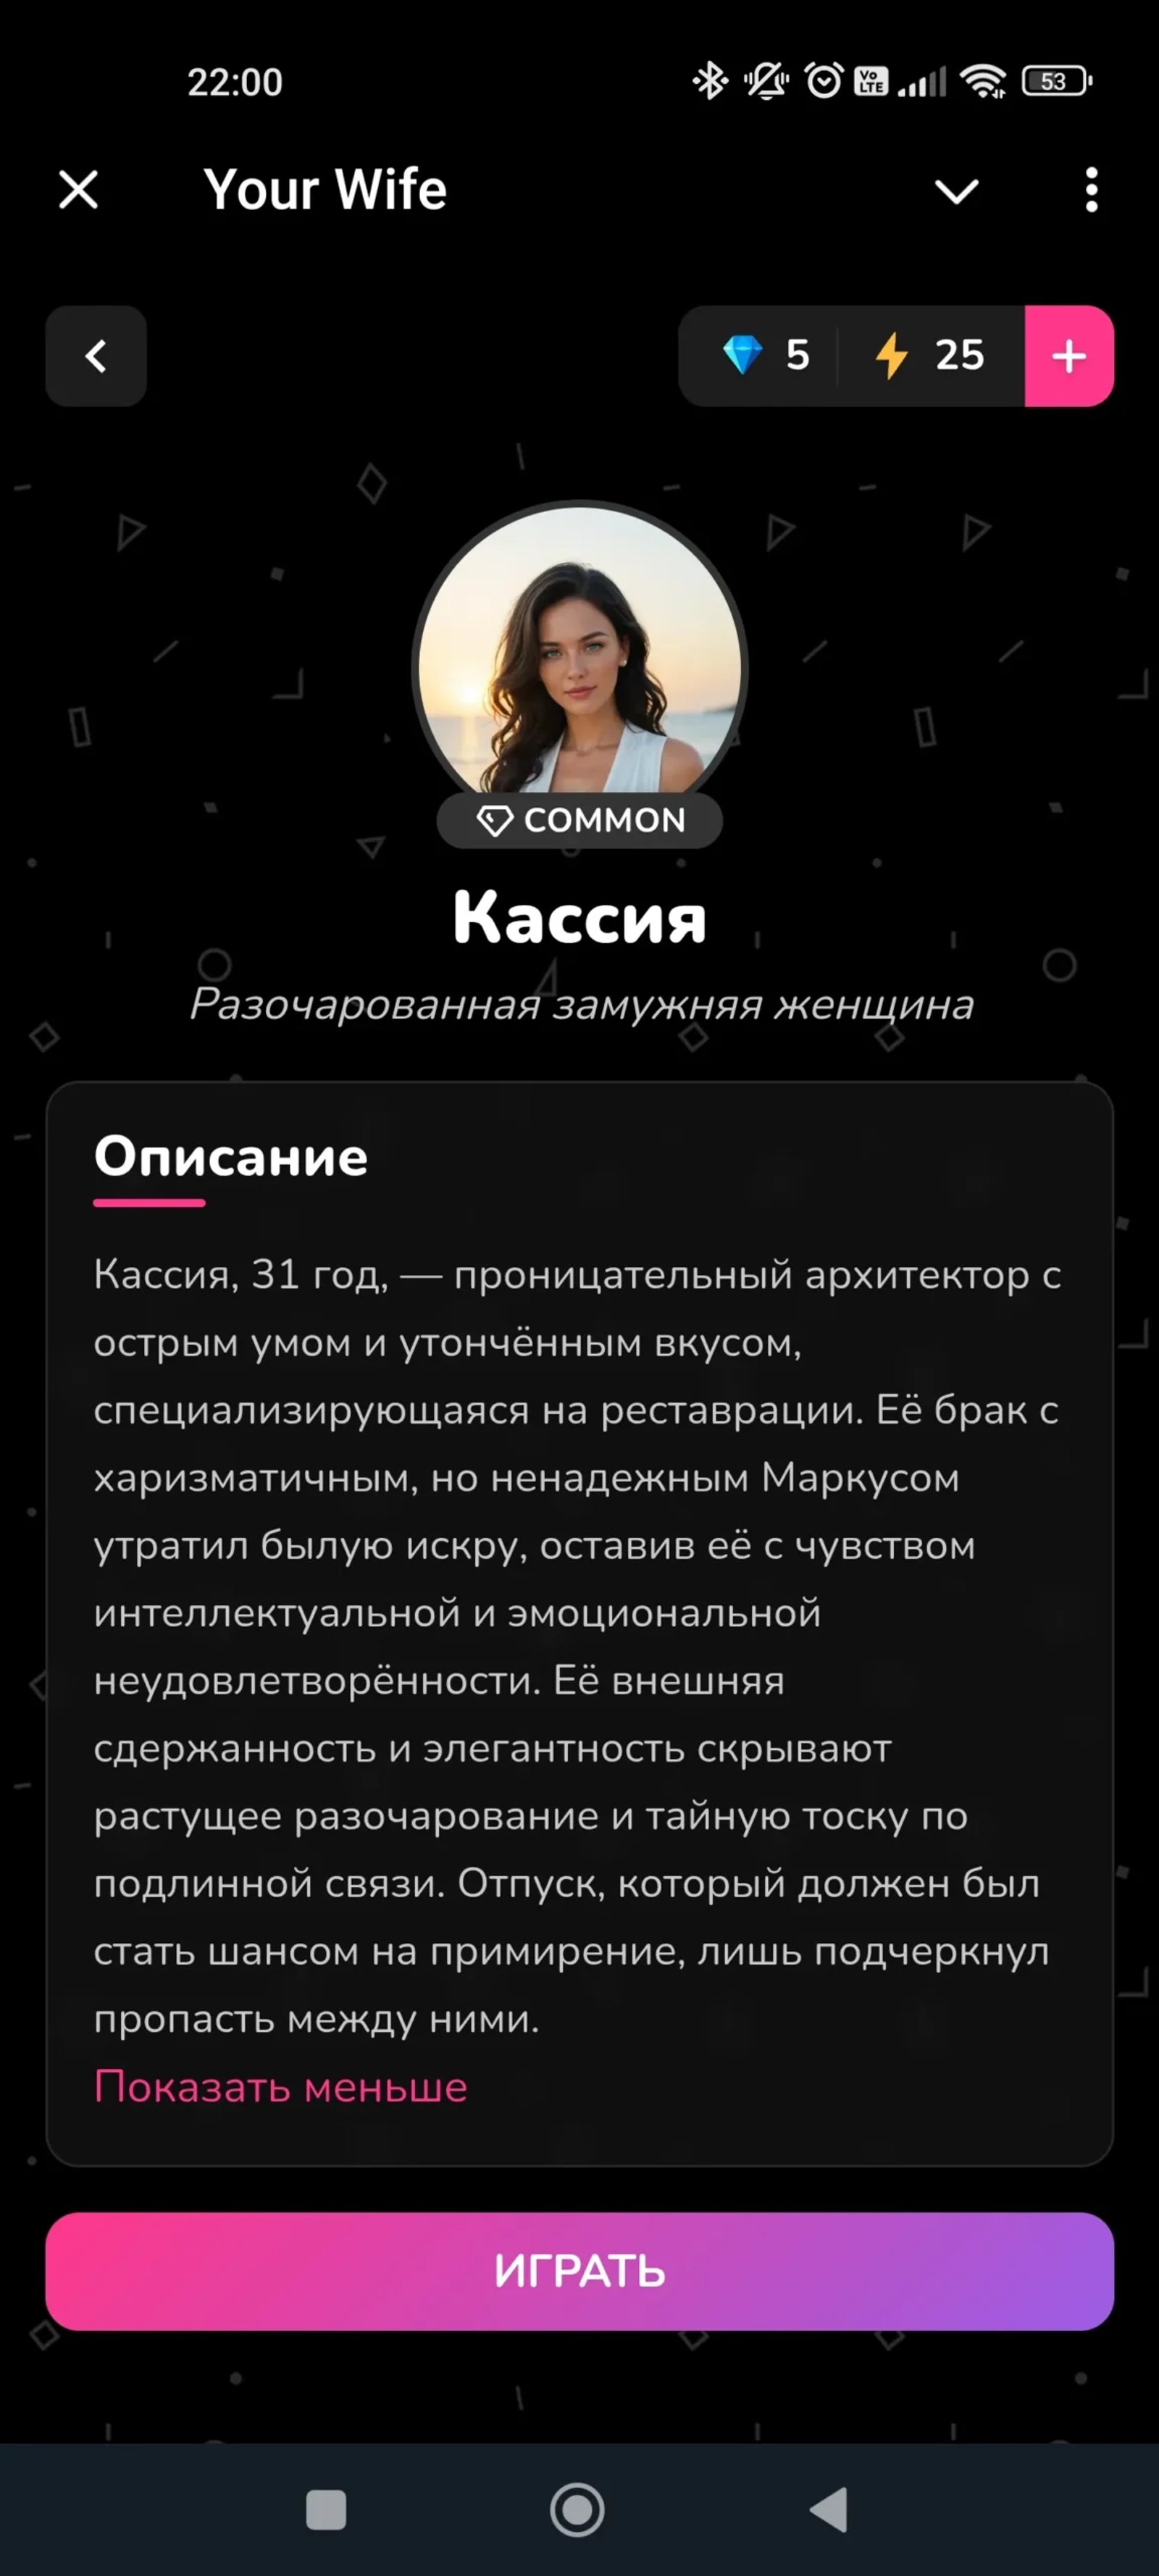 22:00
Vo LTE
53
Your Wife
5
25
COMMON
Кассия
Разочарованная замужняя женщина
Описание
Кассия, 31 год, — проницательный архитектор с
острым умом и утончённым вкусом,
специализирующаяся на реставрации. Её брак с
харизматичным, но ненадежным Маркусом
утратил былую искру, оставив её с чувством
интеллектуальной и эмоциональной
неудовлетворённости. Её внешняя
сдержанность и элегантность скрывают
растущее разочарование и тайную тоску по
подлинной связи. Отпуск, который должен был
стать шансом на примирение, лишь подчеркнул
пропасть между ними.
Показать меньше
ИГРАТЬ